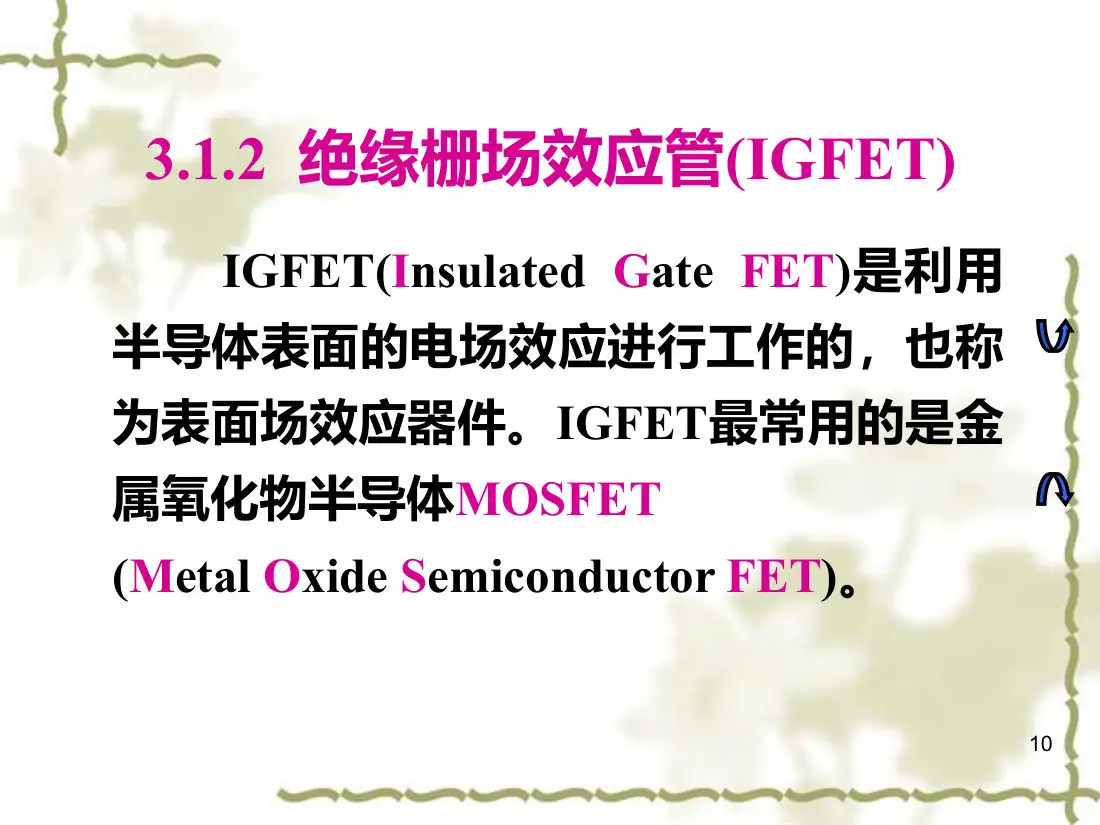 3.1.2 绝缘栅场效应管(IGFET)
IGFET(Insulated Gate FET)是利用
半导体表面的电场效应进行工作的，也称
为表面场效应器件。IGFET最常用的是金
属氧化物半导体MOSFET
(Metal Oxide Semiconductor FET)。
10